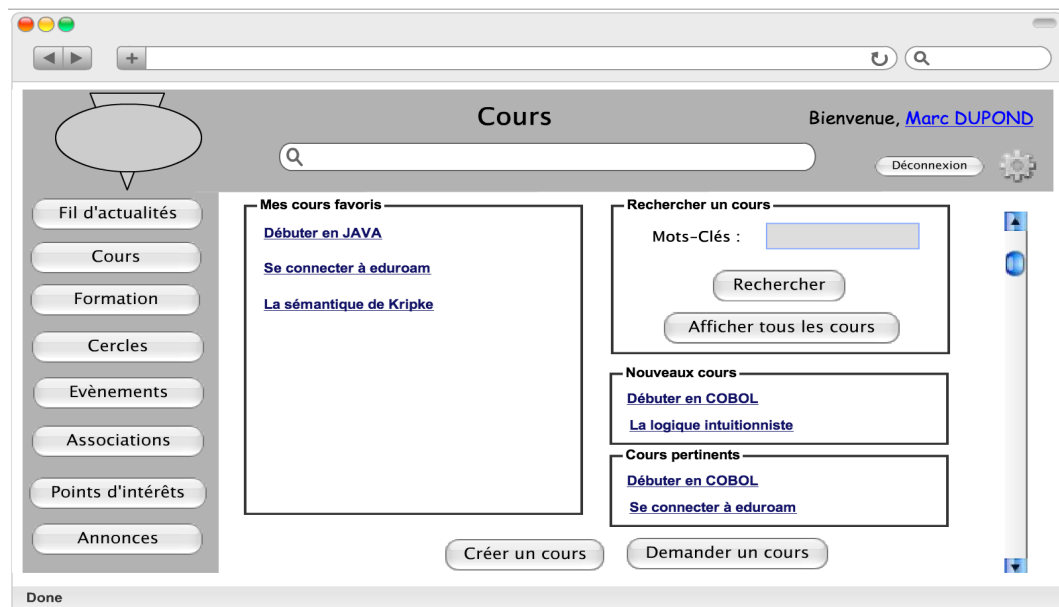 Cours
Bienvenue, Marc DUPOND
Déconnexion
Fil d'actualités
Cours
Formation
Cercles
Evènements
Associations
Points d'intérêts
Annonces
Mes cours favoris
Débuter en JAVA
Se connecter à eduroam
La sémantique de Kripke
Rechercher un cours
Mots-Clés :
Rechercher
Afficher tous les cours
Nouveaux cours
Débuter en COBOL
La logique intuitionniste
Cours pertinents
Débuter en COBOL
Se connecter à eduroam
Créer un cours
Demander un cours
Done